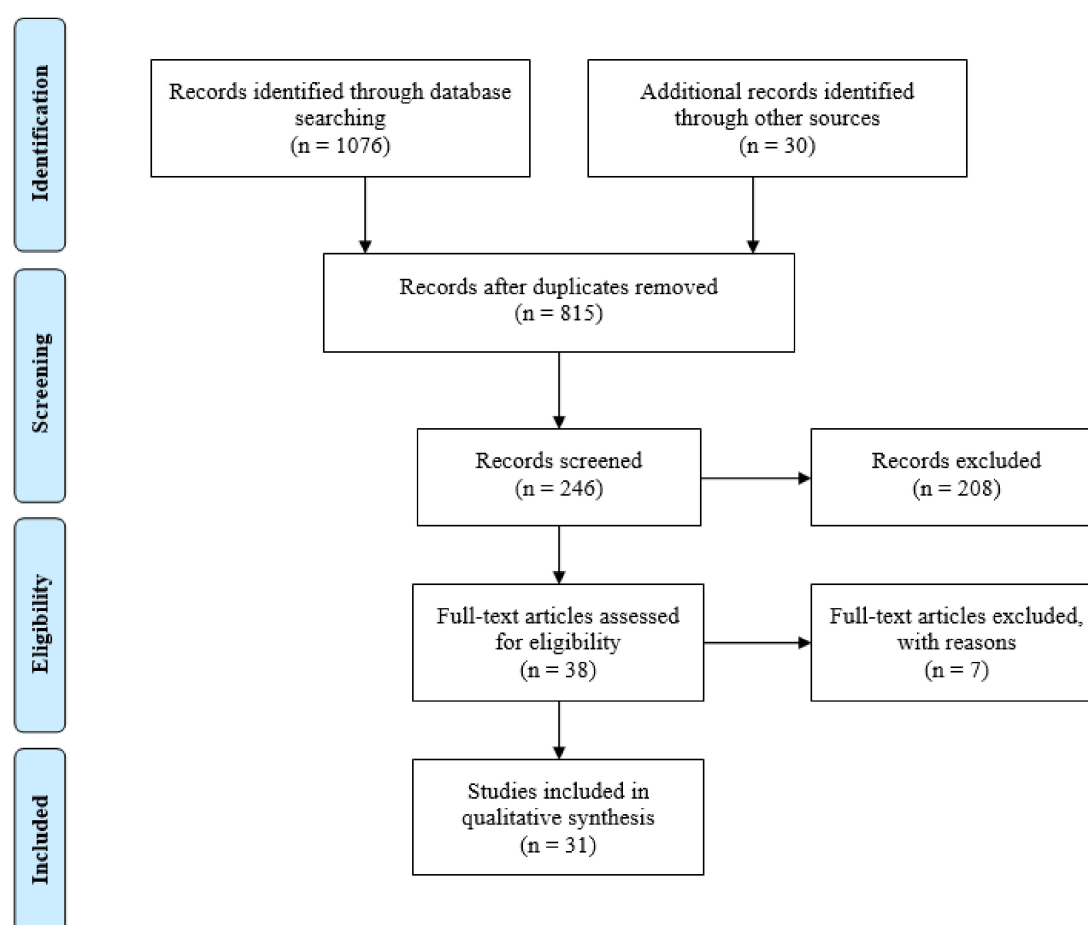 Identification
Records identified through database
searching
(n = 1076)
Additional records identified
through other sources
(n = 30)
Screening
Records after duplicates removed
(n = 815)
Records screened
(n = 246)
Records excluded
(n = 208)
Eligibility
Full-text articles assessed
for eligibility
(n = 38)
Full-text articles excluded,
with reasons
(n = 7)
Included
Studies included in
qualitative synthesis
(n = 31)